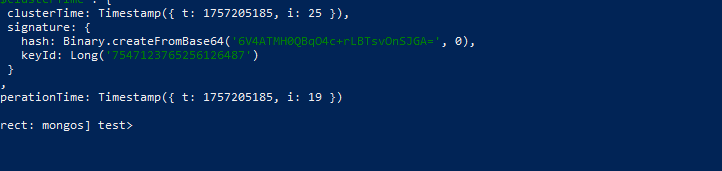 $clusterTime': {
clusterTime: Timestamp({ t: 1757205185, i: 25 }),
signature: {
hash: Binary.createFromBase64('6V4ATMH0QBqO4c+rLBTsvOnSJGA=', 0),
keyId: Long('7547123765256126487')
}
,
perationTime: Timestamp({ t: 1757205185, i: 19 })
rect: mongos] test>